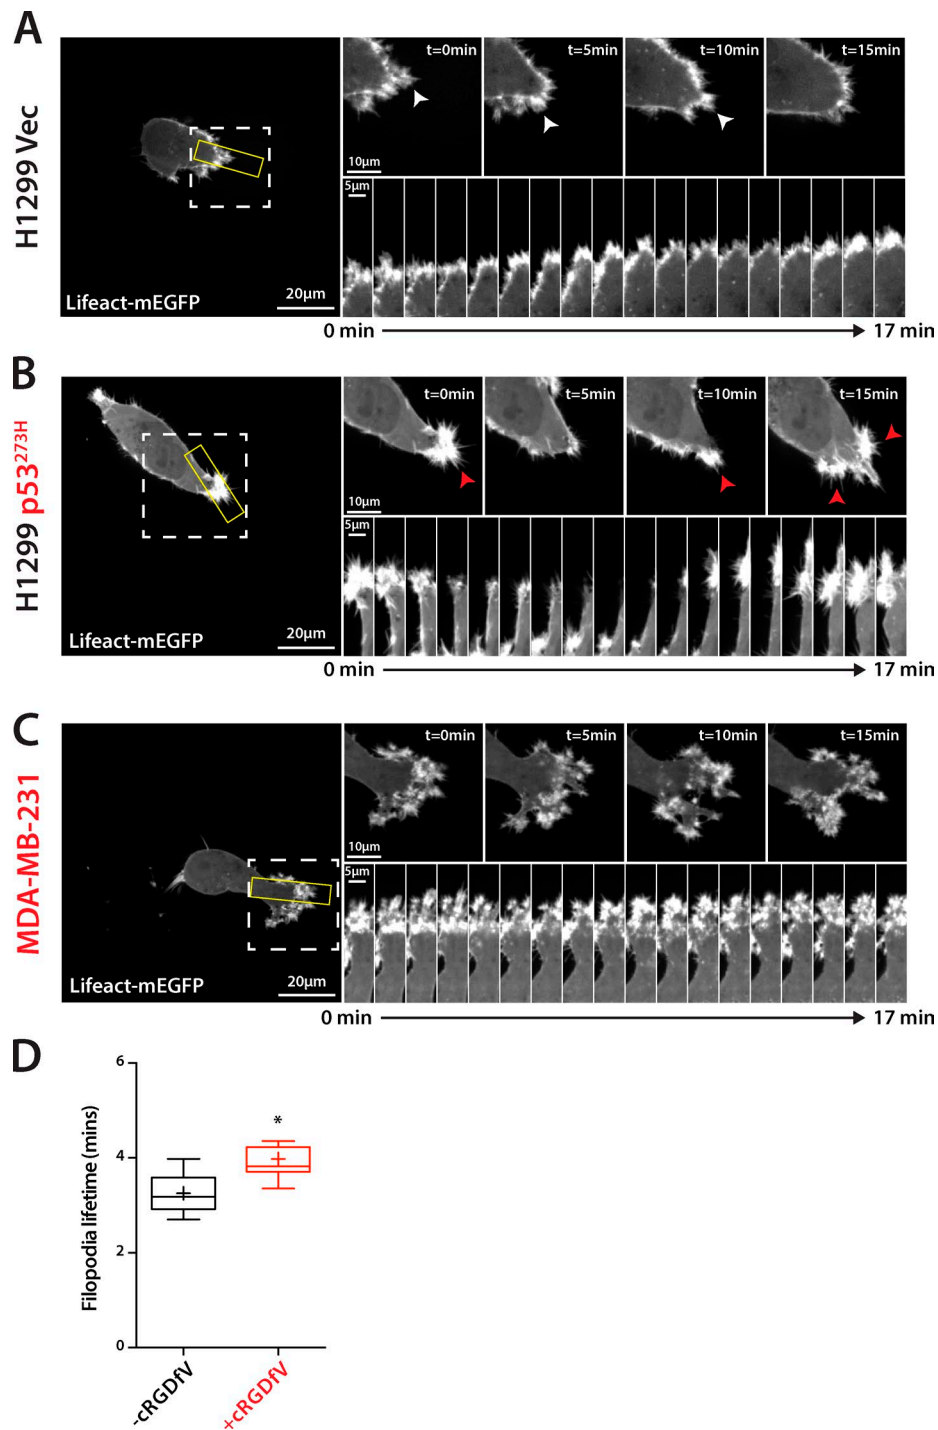 A
H1299 Vec
Lifeact-mEGFP
20μm
t=0min
t=5min
t=10min
t=15min
10μm
5μm
0 min
17 min
B
H1299 p53273H
Lifeact-mEGFP
20μm
t=0min
t=5min
t=10min
t=15min
10μm
5μm
0 min
17 min
C
MDA-MB-231
Lifeact-mEGFP
20μm
t=0min
t=5min
t=10min
t=15min
10μm
5μm
0 min
17 min
D
Filopodia lifetime (mins)
6
4
2
0
*
-cRGDfV
+cRGDfV